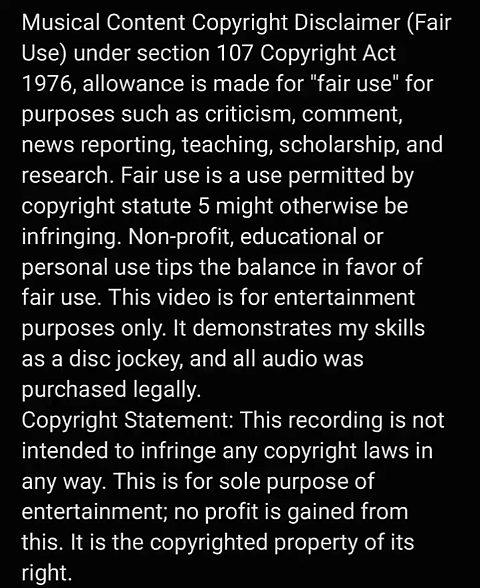 Musical Content Copyright Disclaimer (Fair
Use) under section 107 Copyright Act
1976, allowance is made for "fair use" for
purposes such as criticism, comment,
news reporting, teaching, scholarship, and
research. Fair use is a use permitted by
copyright statute 5 might otherwise be
infringing. Non-profit, educational or
personal use tips the balance in favor of
fair use. This video is for entertainment
purposes only. It demonstrates my skills
as a disc jockey, and all audio was
purchased legally.
Copyright Statement: This recording is not
intended to infringe any copyright laws in
any way. This is for sole purpose of
entertainment; no profit is gained from
this. It is the copyrighted property of its
right.